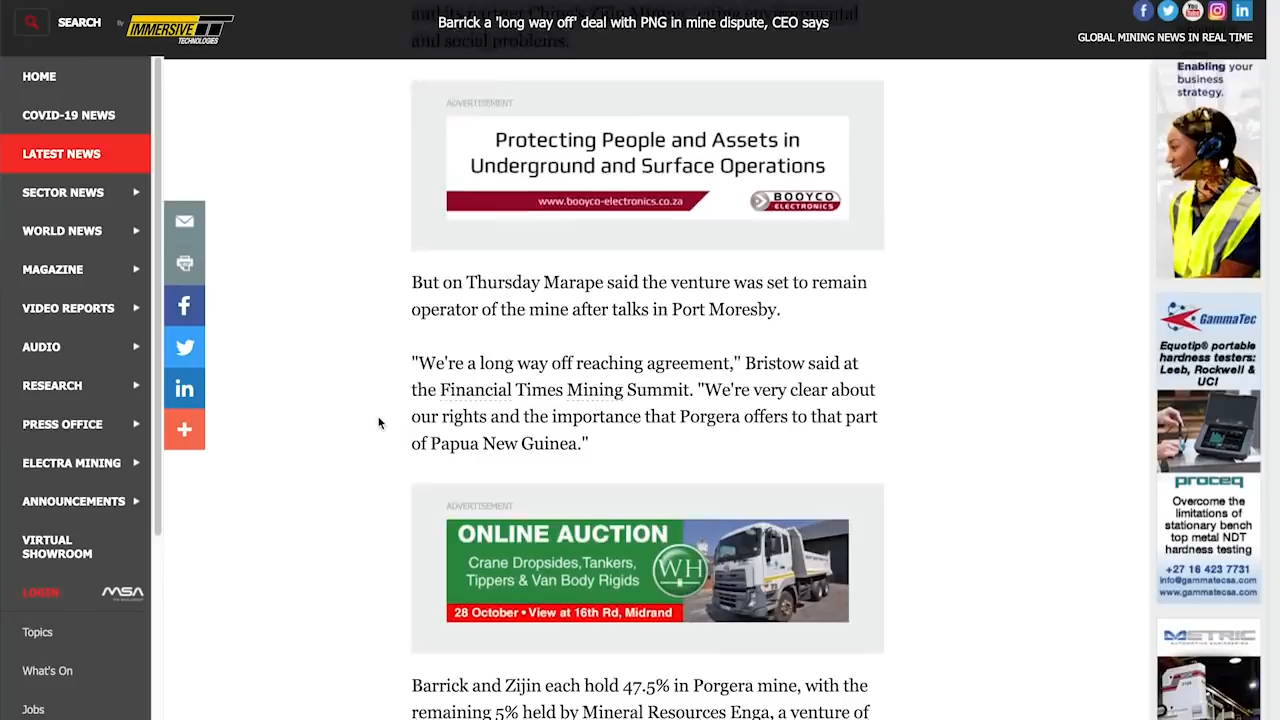 SEARCH
By
IMMERSIVE
TECHNOLOGIES
and its partner China's Zijin Mining, citing environmental
Barrick a 'long way off' deal with PNG in mine dispute, CEO says
and social problems.
GLOBAL MINING NEWS IN REAL TIME
HOME
COVID-19 NEWS
LATEST NEWS
SECTOR NEWS
WORLD NEWS
MAGAZINE
VIDEO REPORTS
AUDIO
RESEARCH
PRESS OFFICE
ELECTRA MINING
ANNOUNCEMENTS
VIRTUAL
SHOWROOM
LOGIN
MSA
Topics
What's On
Jobs
ADVERTISEMENT
Protecting People and Assets in
Underground and Surface Operations
www.booyco-electronics.co.za
BOOYCO
ELECTRONICS
But on Thursday Marape said the venture was set to remain
operator of the mine after talks in Port Moresby.
"We're a long way off reaching agreement," Bristow said at
the Financial Times Mining Summit. "We're very clear about
our rights and the importance that Porgera offers to that part
of Papua New Guinea."
ADVERTISEMENT
ONLINE AUCTION
Crane Dropsides,Tankers,
Tippers & Van Body Rigids
WH
28 October • View at 16th Rd, Midrand
Barrick and Zijin each hold 47.5% in Porgera mine, with the
remaining 5% held by Mineral Resources Enga, a venture of
Enabling your
business
strategy.
GammaTec
Equotip® portable
hardness testers:
Leeb, Rockwell &
UCI
proceq
Overcome the
limitations of
stationary bench
top metal NDT
hardness testing
+27 16 423 7731
info@gammatecsa.com
www.gammatecsa.com
METRIC
AUTOMOTIVE ENGINEERING